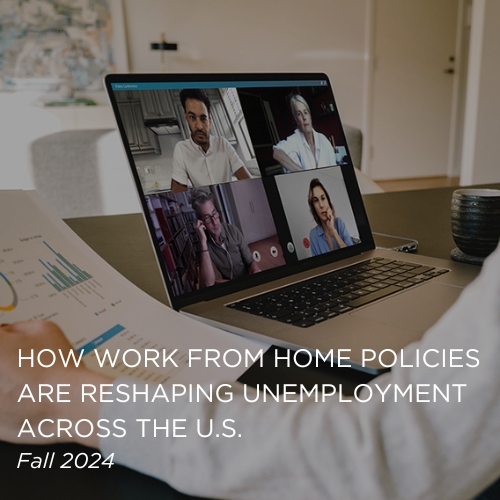 HOW WORK FROM HOME POLICIES
ARE RESHAPING UNEMPLOYMENT
ACROSS THE U.S.
Fall 2024